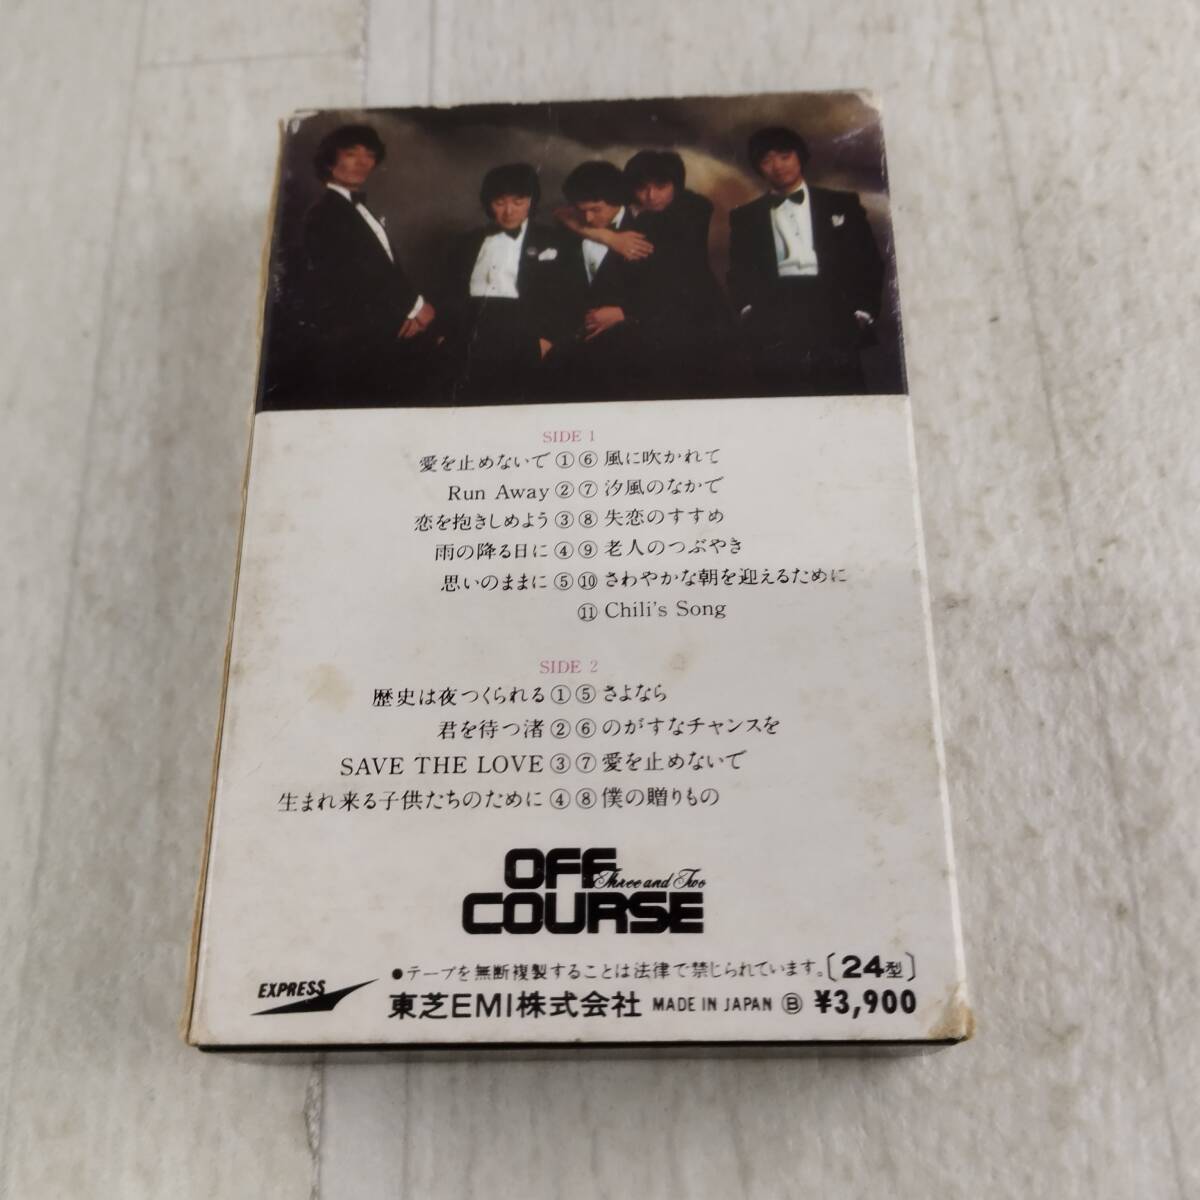 SIDE 1
愛を止めないで ① ⑥ 風に吹かれて
Run Away ② ⑦ 汐風のなかで
恋を抱きしめよう ③ ⑧ 失恋のすすめ
雨の降る日に ④ ⑨ 老人のつぶやき
思いのままに ⑤ ⑩ さわやかな朝を迎えるために
⑪ Chili's Song
SIDE 2
歴史は夜つくられる ① ⑤ さよなら
君を待つ渚 ② ⑥ のがすなチャンスを
SAVE THE LOVE ③ ⑦ 愛を止めないで
生まれ来る子供たちのために ④ ⑧ 僕の贈りもの
OFF
Three and Two
COURSE
●テープを無断複製することは法律で禁じられています。〔24型〕
EXPRESS
東芝EMI株式会社 MADE IN JAPAN Ⓑ ¥3,900